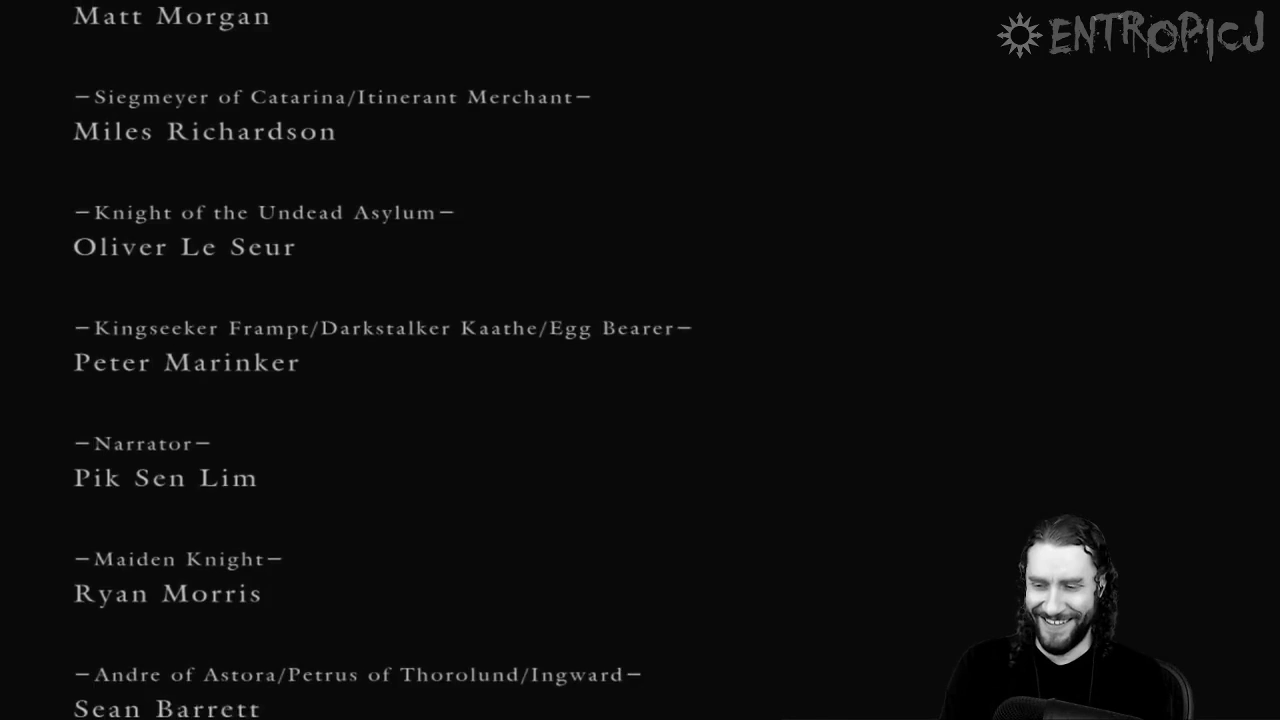 Matt Morgan
ENTROPICJ
—Siegmeyer of Catarina/Itinerant Merchant—
Miles Richardson
—Knight of the Undead Asylum—
Oliver Le Seur
—Kingseeker Frampt/Darkstalker Kaathe/Egg Bearer—
Peter Marinker
—Narrator—
Pik Sen Lim
—Maiden Knight—
Ryan Morris
—Andre of Astora/Petrus of Thorolund/Ingward—
Sean Barrett